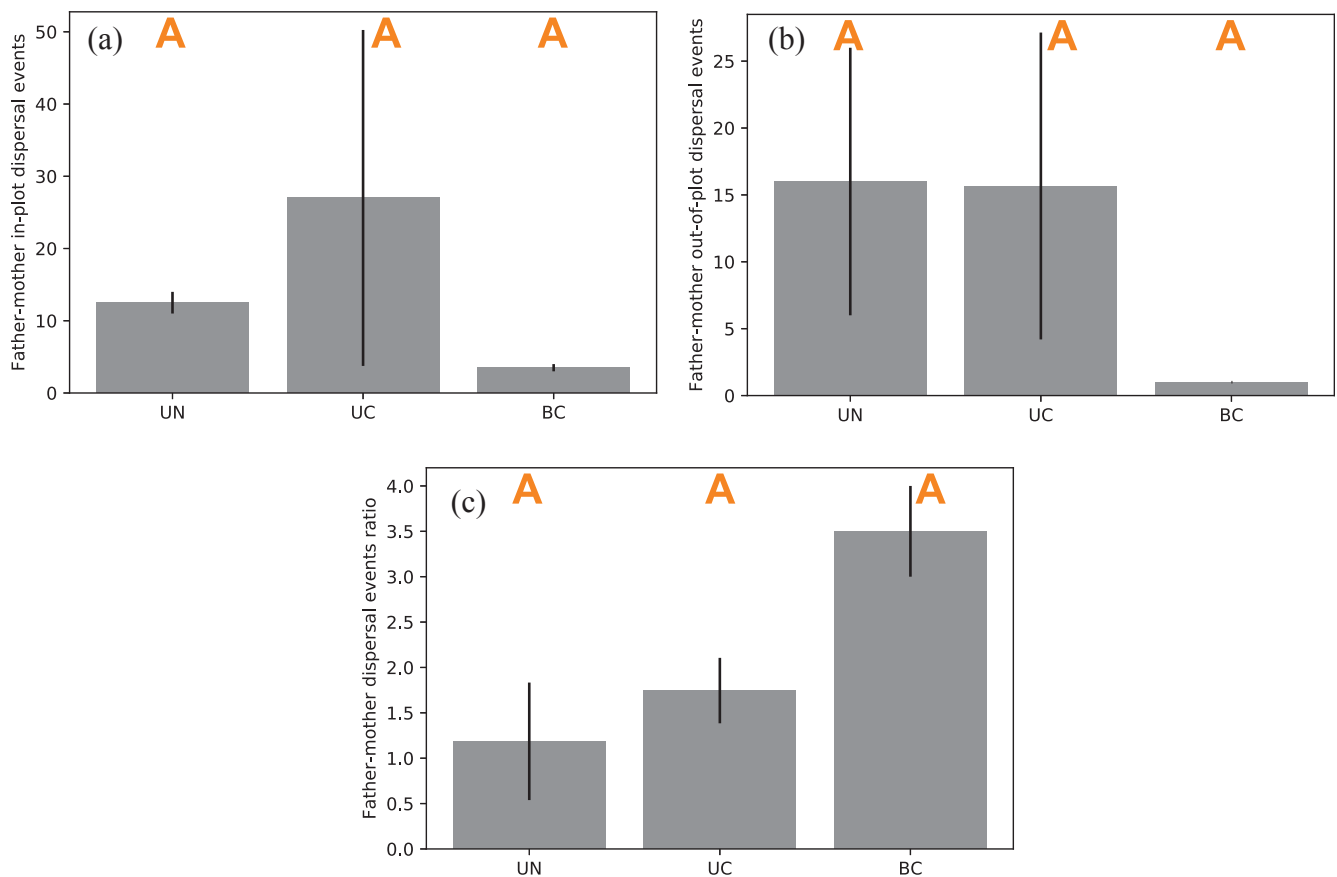 (a)
A A A
Father-mother in-plot dispersal events
50
40
30
20
10
0
UN UC BC
(b)
A A A
Father-mother out-of-plot dispersal events
25
20
15
10
5
0
UN UC BC
(c)
A A A
Father-mother dispersal events ratio
4.0
3.5
3.0
2.5
2.0
1.5
1.0
0.5
0.0
UN UC BC